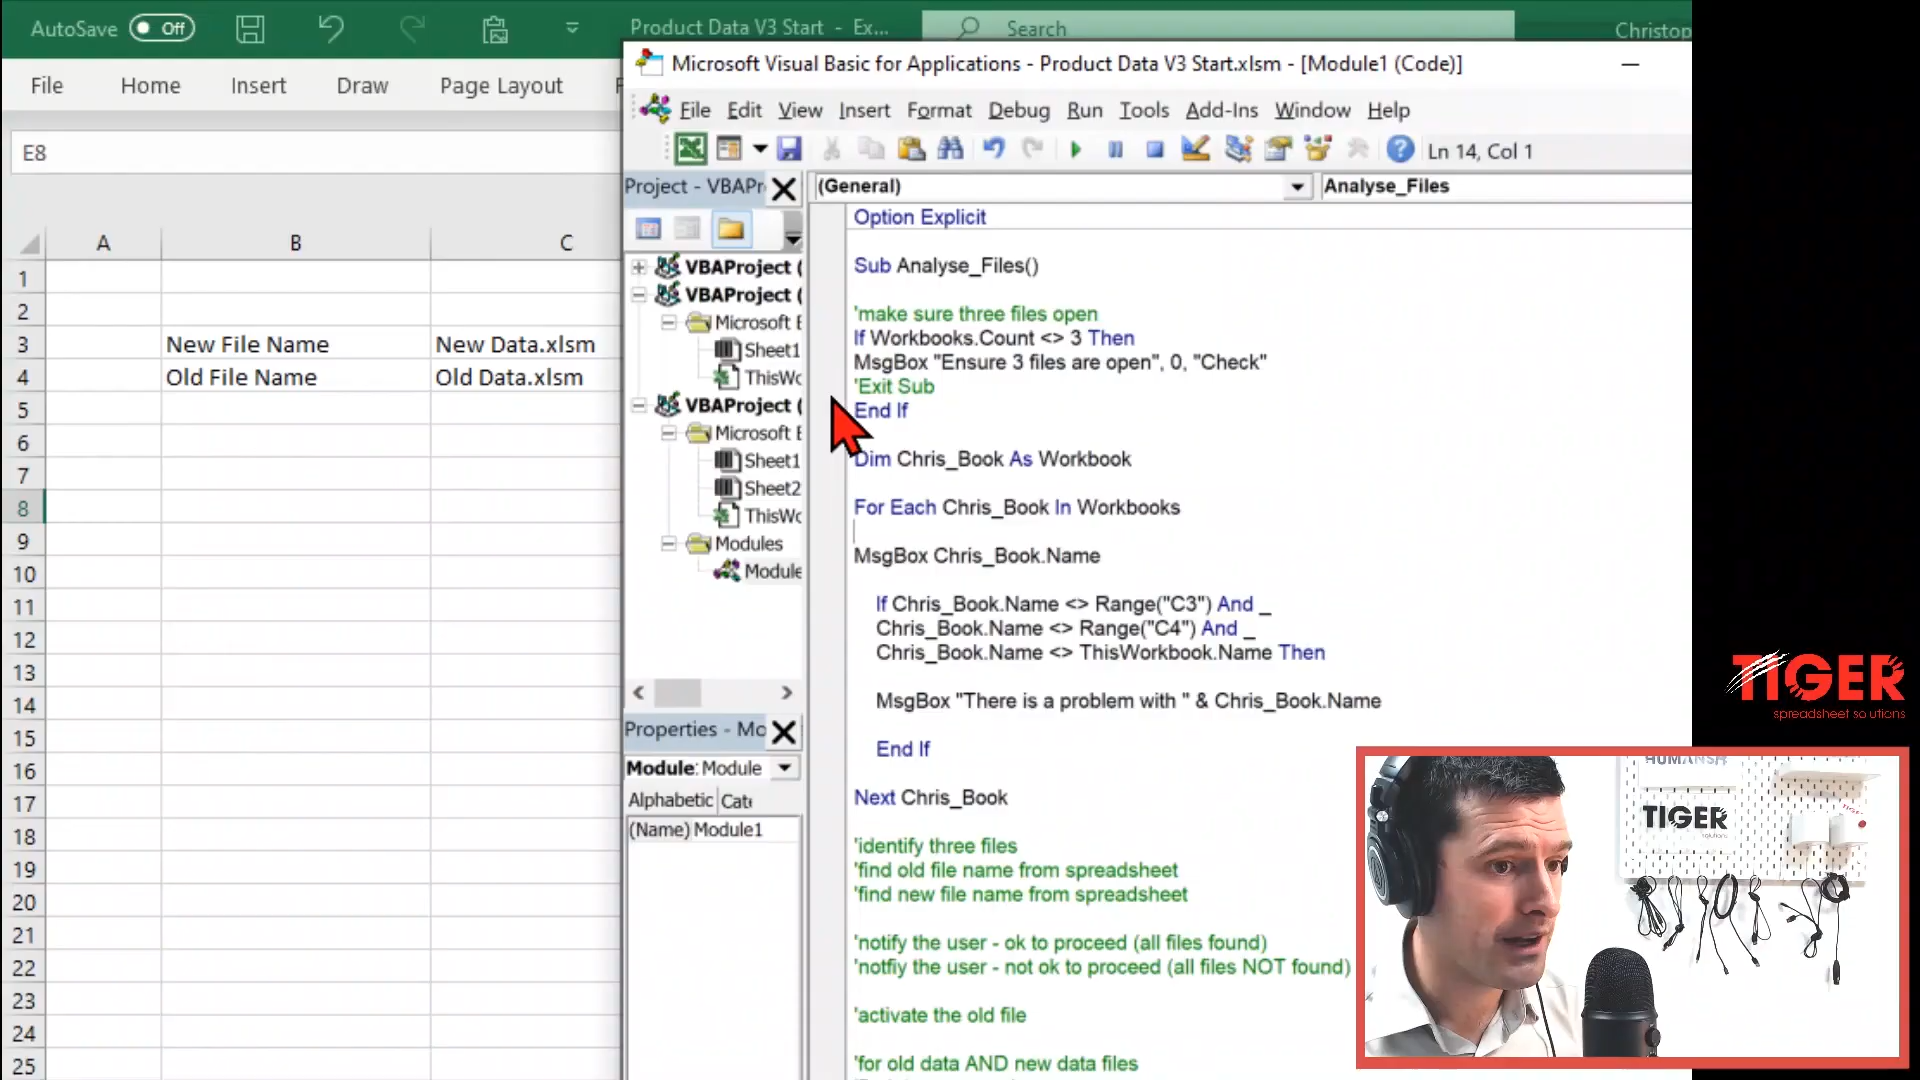 AutoSave Off
Product Data V3 Start - Ex...
Search
Christop
File Home Insert Draw Page Layout
E8
A B C
1
2
3 New File Name New Data.xlsm
4 Old File Name Old Data.xlsm
5
6
7
8
9
10
11
12
13
14
15
16
17
18
19
20
21
22
23
24
25
Microsoft Visual Basic for Applications - Product Data V3 Start.xlsm - [Module1 (Code)]
File Edit View Insert Format Debug Run Tools Add-Ins Window Help
Ln 14, Col 1
Project - VBAPr
VBAProject (
VBAProject (
Microsoft E
Sheet1
ThisWo
VBAProject (
Microsoft E
Sheet1
Sheet2
ThisWo
Modules
Module
Properties - Mo
Module: Module
Alphabetic Cate
(Name) Module1
(General) Analyse_Files
Option Explicit
Sub Analyse_Files()
'make sure three files open
If Workbooks.Count <> 3 Then
MsgBox "Ensure 3 files are open", 0, "Check"
'Exit Sub
End If
Dim Chris_Book As Workbook
For Each Chris_Book In Workbooks
MsgBox Chris_Book.Name
If Chris_Book.Name <> Range("C3") And _
Chris_Book.Name <> Range("C4") And _
Chris_Book.Name <> ThisWorkbook.Name Then
MsgBox "There is a problem with " & Chris_Book.Name
End If
Next Chris_Book
'identify three files
'find old file name from spreadsheet
'find new file name from spreadsheet
'notify the user - ok to proceed (all files found)
'notfiy the user - not ok to proceed (all files NOT found)
'activate the old file
'for old data AND new data files
TIGER
spreadsheet solutions
TIGER